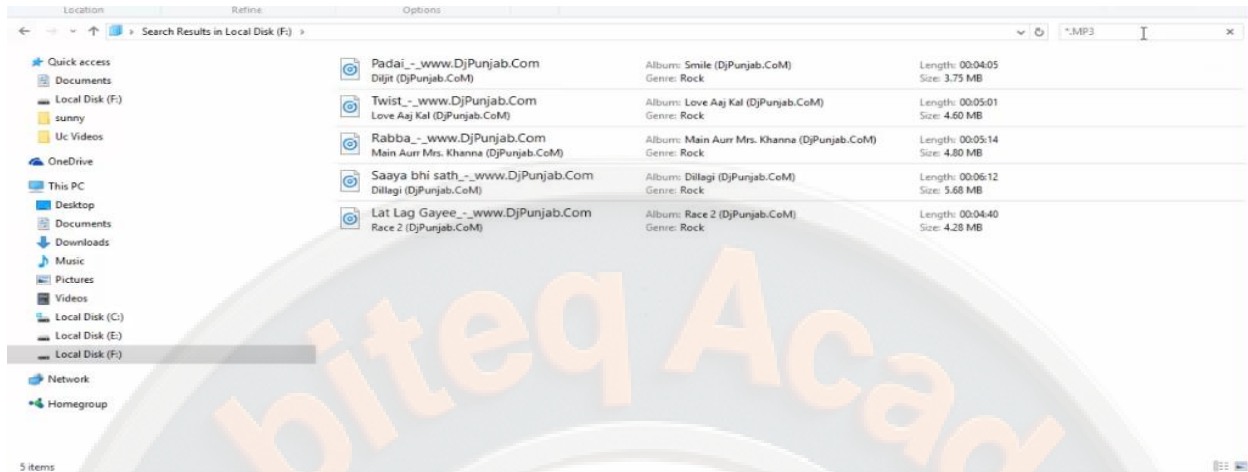 Location Refine Options
Search Results in Local Disk (F:)
*.MP3
Quick access
Documents
Local Disk (F:)
sunny
Uc Videos
OneDrive
This PC
Desktop
Documents
Downloads
Music
Pictures
Videos
Local Disk (C:)
Local Disk (E:)
Local Disk (F:)
Network
Homegroup
Padai_-_www.DjPunjab.Com Album: Smile (DjPunjab.CoM) Length: 00:04:05
Diljit (DjPunjab.CoM) Genre: Rock Size: 3.75 MB
Twist_-_www.DjPunjab.Com Album: Love Aaj Kal (DjPunjab.CoM) Length: 00:05:01
Love Aaj Kal (DjPunjab.CoM) Genre: Rock Size: 4.60 MB
Rabba_-_www.DjPunjab.Com Album: Main Aurr Mrs. Khanna (DjPunjab.CoM) Length: 00:05:14
Main Aurr Mrs. Khanna (DjPunjab.CoM) Genre: Rock Size: 4.80 MB
Saaya bhi sath_-_www.DjPunjab.Com Album: Dillagi (DjPunjab.CoM) Length: 00:06:12
Dillagi (DjPunjab.CoM) Genre: Rock Size: 5.68 MB
Lat Lag Gayee_-_www.DjPunjab.Com Album: Race 2 (DjPunjab.CoM) Length: 00:04:40
Race 2 (DjPunjab.CoM) Genre: Rock Size: 4.28 MB
biteq Acad
5 items